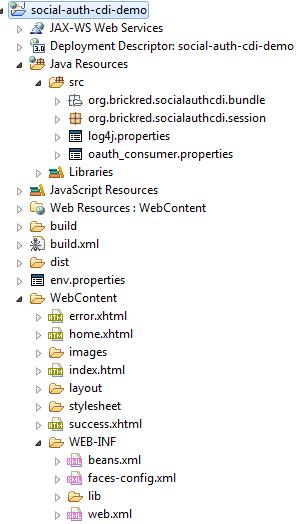 social-auth-cdi-demo
JAX-WS Web Services
Deployment Descriptor: social-auth-cdi-demo
Java Resources
src
org.brickred.socialauthcdi.bundle
org.brickred.socialauthcdi.session
log4j.properties
oauth_consumer.properties
Libraries
JavaScript Resources
Web Resources : WebContent
build
build.xml
dist
env.properties
WebContent
error.xhtml
home.xhtml
images
index.html
layout
stylesheet
success.xhtml
WEB-INF
beans.xml
faces-config.xml
lib
web.xml